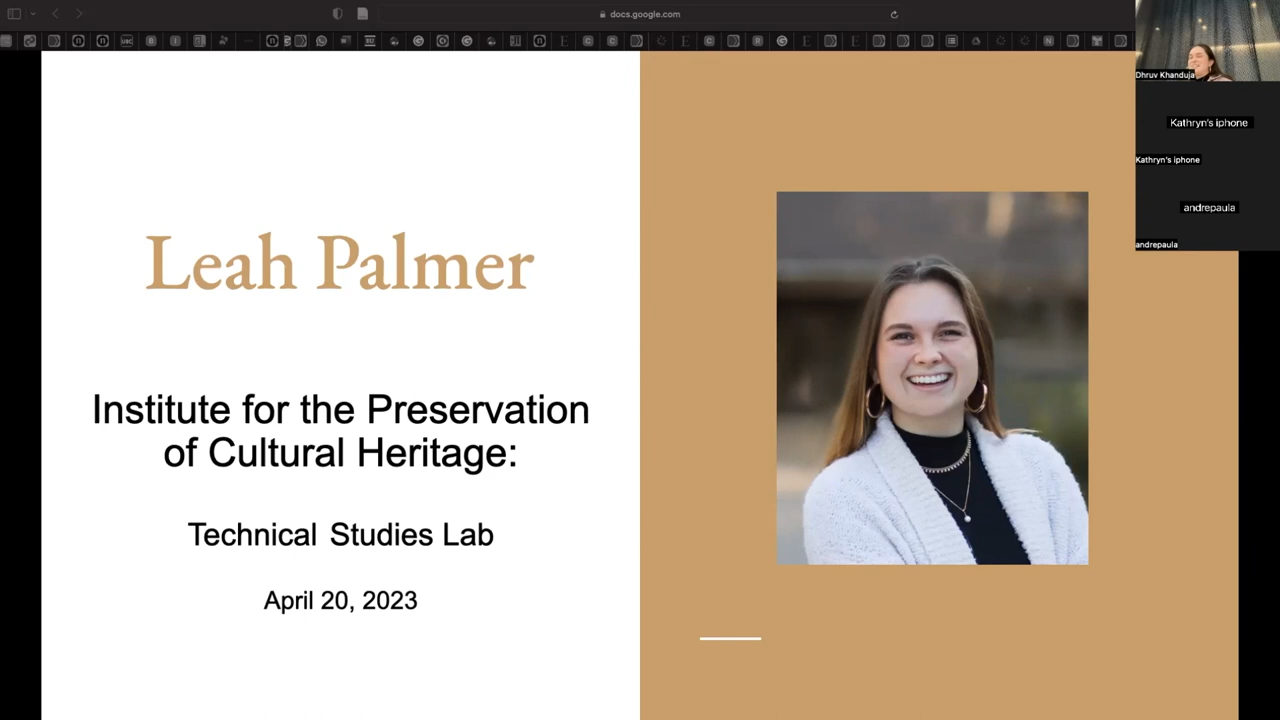 docs.google.com
Leah Palmer
Institute for the Preservation
of Cultural Heritage:
Technical Studies Lab
April 20, 2023
Dhruv Khanduja
Kathryn's iphone
Kathryn's iphone
andrepaula
andrepaula